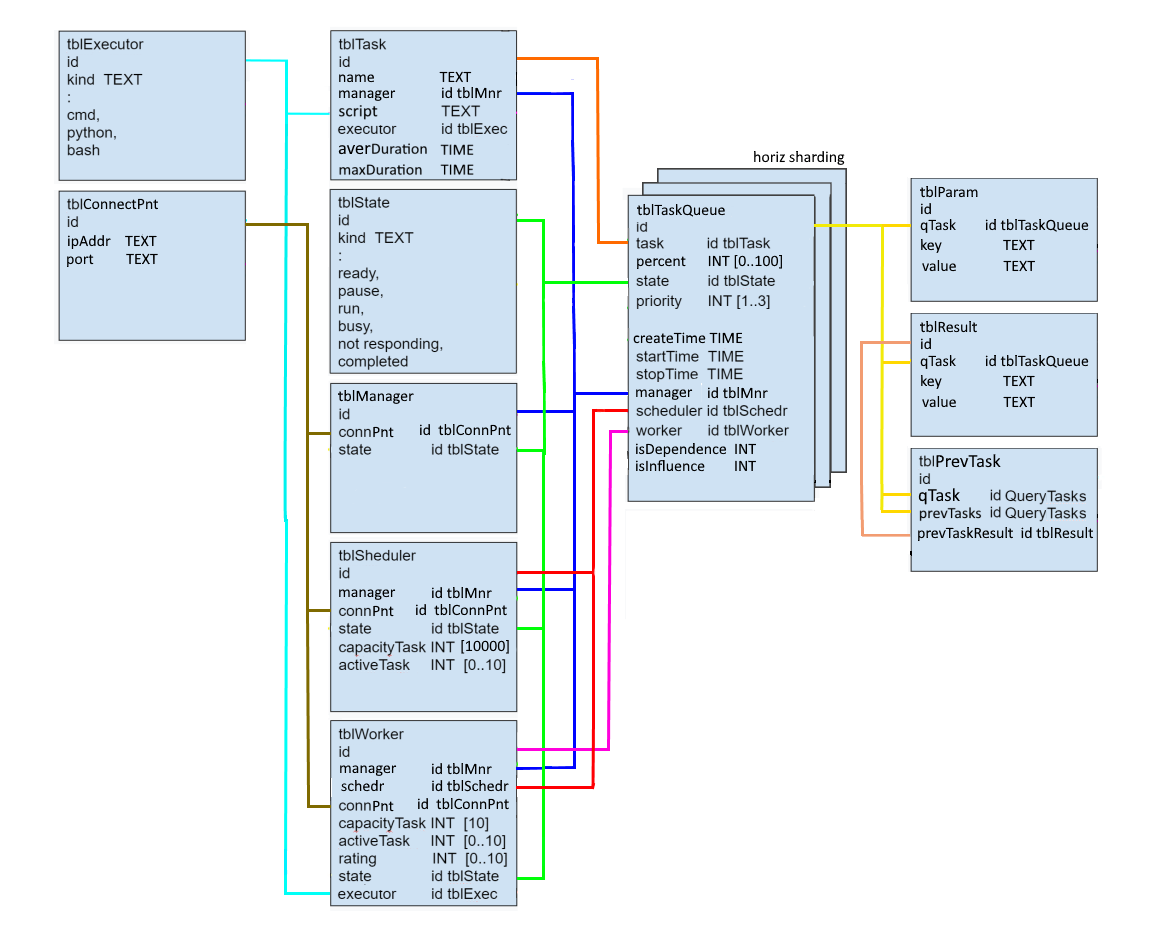 tblExecutor
id
kind TEXT
:
cmd,
python,
bash
tblConnectPnt
id
ipAddr TEXT
port TEXT
tblTask
id
name TEXT
manager id tblMnr
script TEXT
executor id tblExec
averDuration TIME
maxDuration TIME
tblState
id
kind TEXT
:
ready,
pause,
run,
busy,
not responding,
completed
tblManager
id
connPnt id tblConnPnt
state id tblState
tblSheduler
id
manager id tblMnr
connPnt id tblConnPnt
state id tblState
capacityTask INT [10000]
activeTask INT [0..10]
tblWorker
id
manager id tblMnr
schedr id tblSchedr
connPnt id tblConnPnt
capacityTask INT [10]
activeTask INT [0..10]
rating INT [0..10]
state id tblState
executor id tblExec
horiz sharding
tblTaskQueue
id
task id tblTask
percent INT [0..100]
state id tblState
priority INT [1..3]
createTime TIME
startTime TIME
stopTime TIME
manager id tblMnr
scheduler id tblSchedr
worker id tblWorker
isDependence INT
isInfluence INT
tblParam
id
qTask id tblTaskQueue
key TEXT
value TEXT
tblResult
id
qTask id tblTaskQueue
key TEXT
value TEXT
tblPrevTask
id
qTask id QueryTasks
prevTasks id QueryTasks
prevTaskResult id tblResult